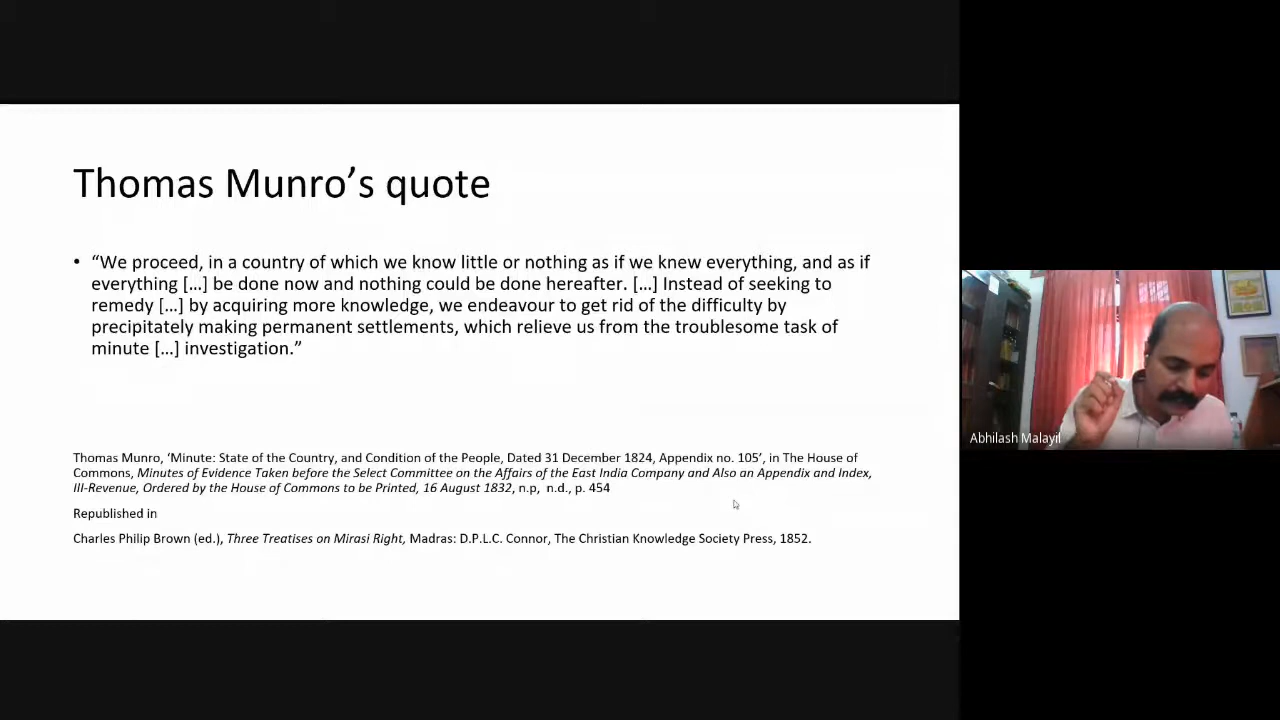 Thomas Munro’s quote
• “We proceed, in a country of which we know little or nothing as if we knew everything, and as if
everything […] be done now and nothing could be done hereafter. […] Instead of seeking to
remedy […] by acquiring more knowledge, we endeavour to get rid of the difficulty by
precipitately making permanent settlements, which relieve us from the troublesome task of
minute […] investigation.”
Thomas Munro, ‘Minute: State of the Country, and Condition of the People, Dated 31 December 1824, Appendix no. 105’, in The House of
Commons, Minutes of Evidence Taken before the Select Committee on the Affairs of the East India Company and Also an Appendix and Index,
III-Revenue, Ordered by the House of Commons to be Printed, 16 August 1832, n.p, n.d., p. 454
Republished in
Charles Philip Brown (ed.), Three Treatises on Mirasi Right, Madras: D.P.L.C. Connor, The Christian Knowledge Society Press, 1852.
Abhilash Malayil